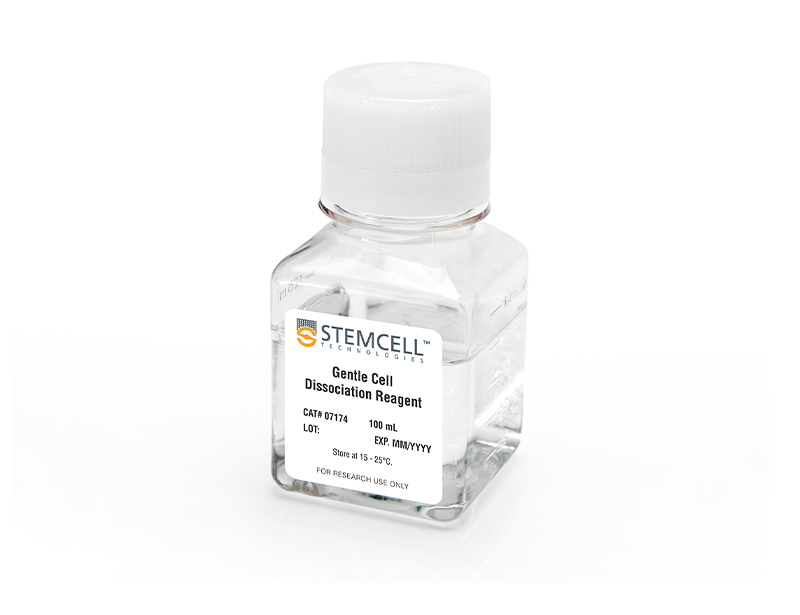 STEMCELL™
TECHNOLOGIES
Gentle Cell
Dissociation Reagent
CAT# 07174 100 mL
LOT: EXP. MM/YYYY
Store at 15 - 25°C.
FOR RESEARCH USE ONLY